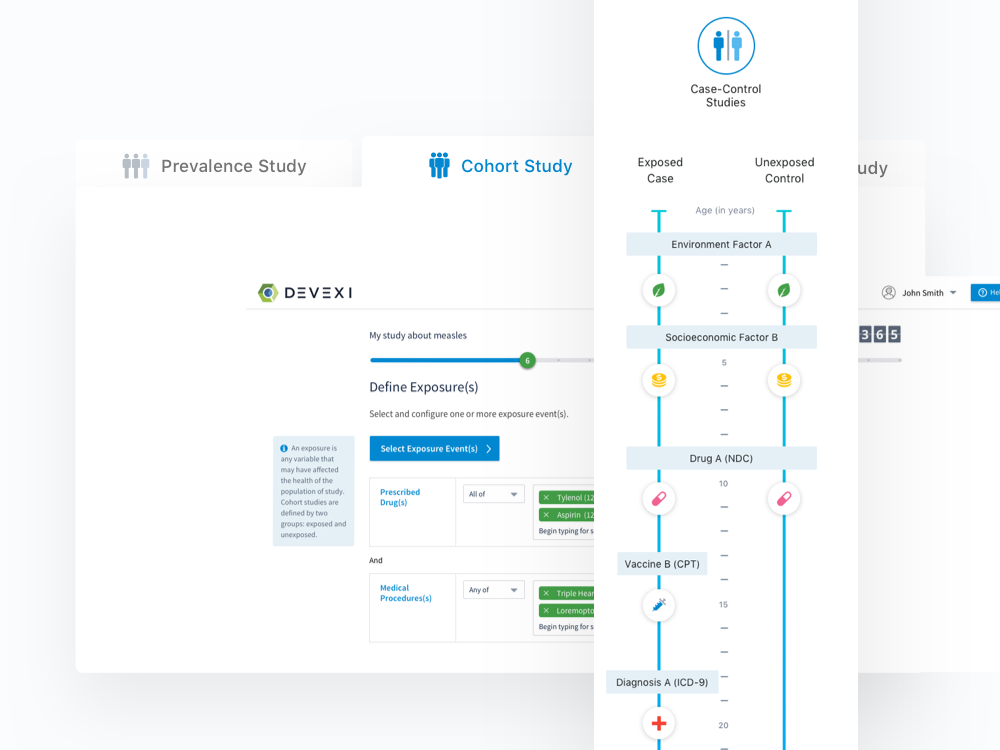 Case-Control
Studies
Prevalence Study
Cohort Study
udy
Exposed
Case
Unexposed
Control
Age (in years)
Environment Factor A
Socioeconomic Factor B
5
Drug A (NDC)
10
Vaccine B (CPT)
15
Diagnosis A (ICD-9)
20
DEVEXI
John Smith
He
My study about measles
365
6
Define Exposure(s)
Select and configure one or more exposure event(s).
Select Exposure Event(s)
An exposure is
any variable that
may have affected
the health of the
population of study.
Cohort studies are
defined by two
groups: exposed and
unexposed.
Prescribed
Drug(s)
All of
Tylenol (12
Aspirin (12
Begin typing for s
And
Medical
Procedures(s)
Any of
Triple Hear
Loremopto
Begin typing for s